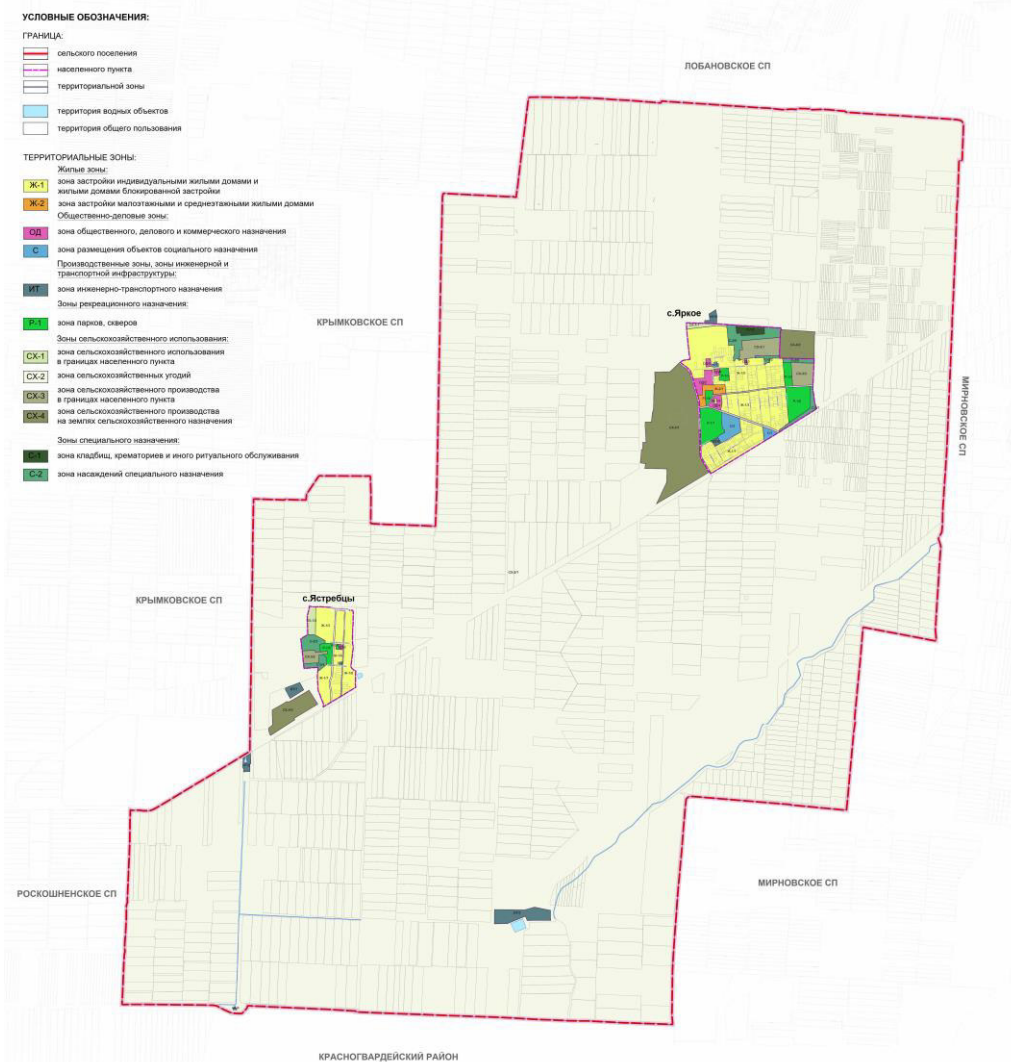 УСЛОВНЫЕ ОБОЗНАЧЕНИЯ:
ГРАНИЦА:
сельского поселения
населенного пункта
территориальной зоны
территория водных объектов
территория общего пользования
ТЕРРИТОРИАЛЬНЫЕ ЗОНЫ:
Жилые зоны:
Ж-1 зона застройки индивидуальными жилыми домами и
жилыми домами блокированной застройки
Ж-2 зона застройки малоэтажными и среднеэтажными жилыми домами
Общественно-деловые зоны:
ОД зона общественного, делового и коммерческого назначения
С зона размещения объектов социального назначения
Производственные зоны, зоны инженерной и
транспортной инфраструктуры:
ИТ зона инженерно-транспортного назначения
Зоны рекреационного назначения:
Р-1 зона парков, скверов
Зоны сельскохозяйственного использования:
СХ-1 зона сельскохозяйственного использования
в границах населенного пункта
СХ-2 зона сельскохозяйственных угодий
СХ-3 зона сельскохозяйственного производства
в границах населенного пункта
СХ-4 зона сельскохозяйственного производства
на землях сельскохозяйственного назначения
Зоны специального назначения:
С-1 зона кладбищ, крематориев и иного ритуального обслуживания
С-2 зона насаждений специального назначения
ЛОБАНОВСКОЕ СП
КРЫМКОВСКОЕ СП
с.Яркое
МИРНОВСКОЕ СП
КРЫМКОВСКОЕ СП
с.Ястребцы
РОСКОШНЕНСКОЕ СП
МИРНОВСКОЕ СП
КРАСНОГВАРДЕЙСКИЙ РАЙОН